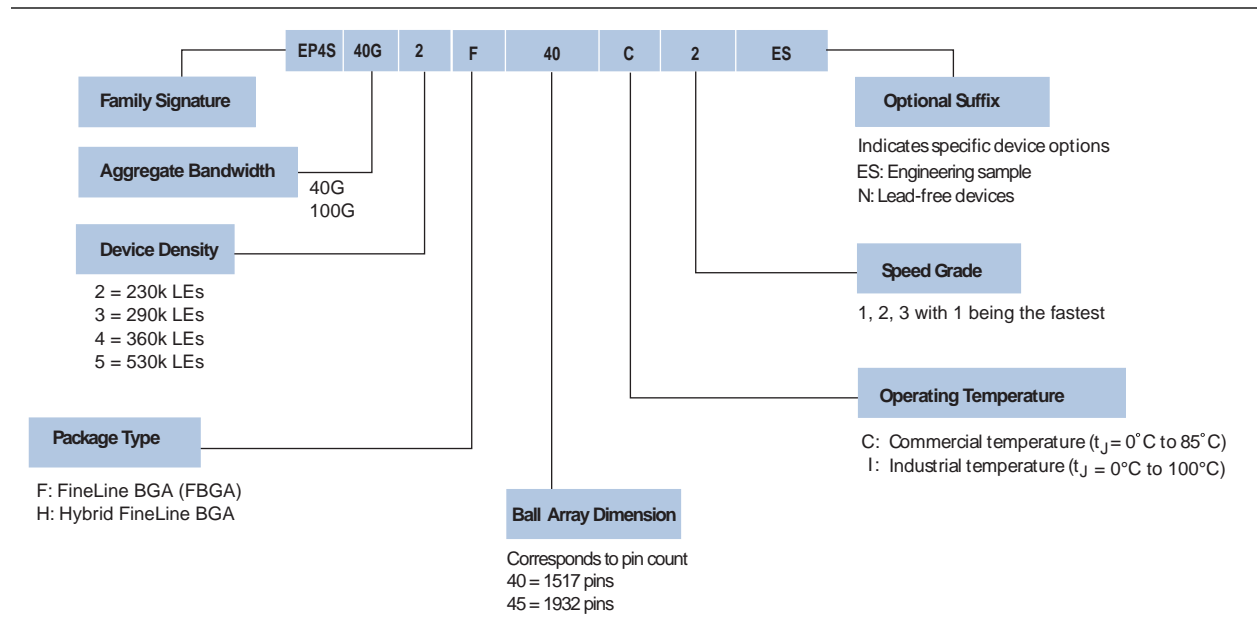 EP4S 40G 2 F 40 C 2 ES
Family Signature
Optional Suffix
Indicates specific device options
ES: Engineering sample
N: Lead-free devices
Aggregate Bandwidth
40G
100G
Device Density
2 = 230k LEs
3 = 290k LEs
4 = 360k LEs
5 = 530k LEs
Speed Grade
1, 2, 3 with 1 being the fastest
Operating Temperature
C: Commercial temperature (tJ = 0°C to 85°C)
I: Industrial temperature (tJ = 0°C to 100°C)
Package Type
F: FineLine BGA (FBGA)
H: Hybrid FineLine BGA
Ball Array Dimension
Corresponds to pin count
40 = 1517 pins
45 = 1932 pins